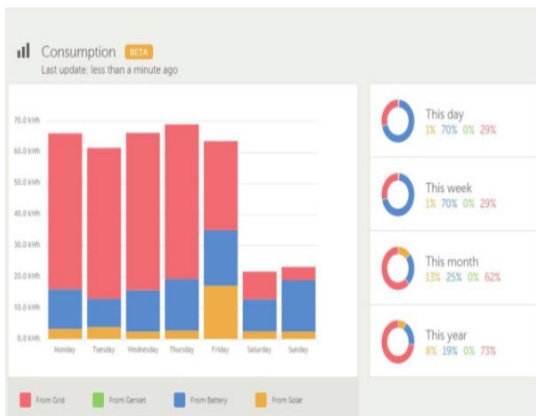 Consumption BETA
Last update: less than a minute ago
70.0 kWh
60.0 kWh
50.0 kWh
40.0 kWh
30.0 kWh
20.0 kWh
10.0 kWh
0.0 kWh
Monday Tuesday Wednesday Thursday Friday Saturday Sunday
From Grid From Genset From Battery From Solar
This day
1% 70% 0% 29%
This week
1% 70% 0% 29%
This month
13% 25% 0% 62%
This year
8% 19% 0% 73%